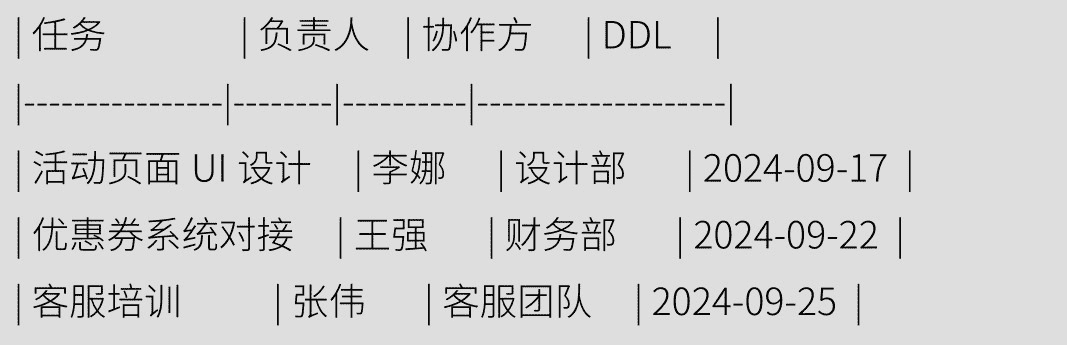 | 任务 | 负责人 | 协作方 | DDL |
|----------------|--------|----------|--------------------|
| 活动页面 UI 设计 | 李娜 | 设计部 | 2024-09-17 |
| 优惠券系统对接 | 王强 | 财务部 | 2024-09-22 |
| 客服培训 | 张伟 | 客服团队 | 2024-09-25 |